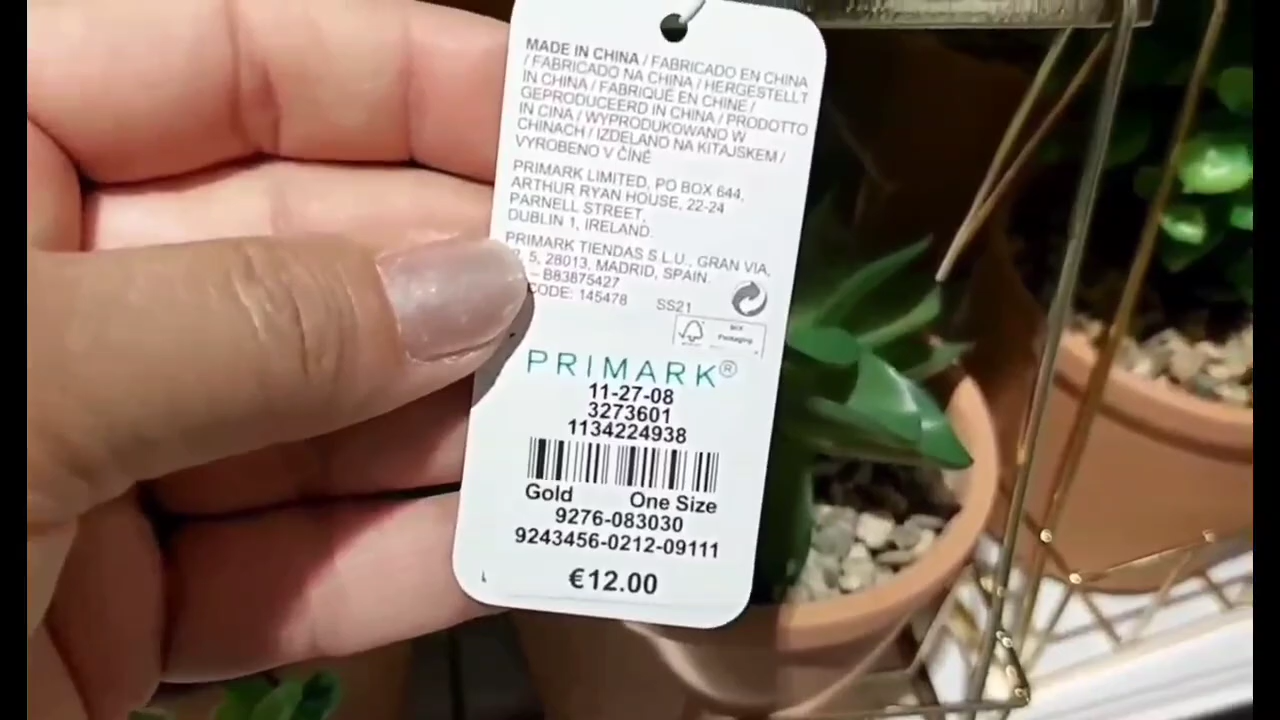 MADE IN CHINA / FABRICADO EN CHINA
/ FABRICADO NA CHINA / HERGESTELLT
IN CHINA / FABRIQUÉ EN CHINE /
GEPRODUCEERD IN CHINA / PRODOTTO
IN CINA / WYPRODUKOWANO W
CHINACH / IZDELANO NA KITAJSKEM /
VYROBENO V ČÍNĚ
PRIMARK LIMITED, PO BOX 644,
ARTHUR RYAN HOUSE, 22-24
PARNELL STREET,
DUBLIN 1, IRELAND.
PRIMARK TIENDAS S.L.U., GRAN VIA,
5, 28013, MADRID, SPAIN.
– B83875427
CODE: 145478 SS21
Packaging
PRIMARK®
11-27-08
3273601
1134224938
Gold One Size
9276-083030
9243456-0212-09111
€12.00